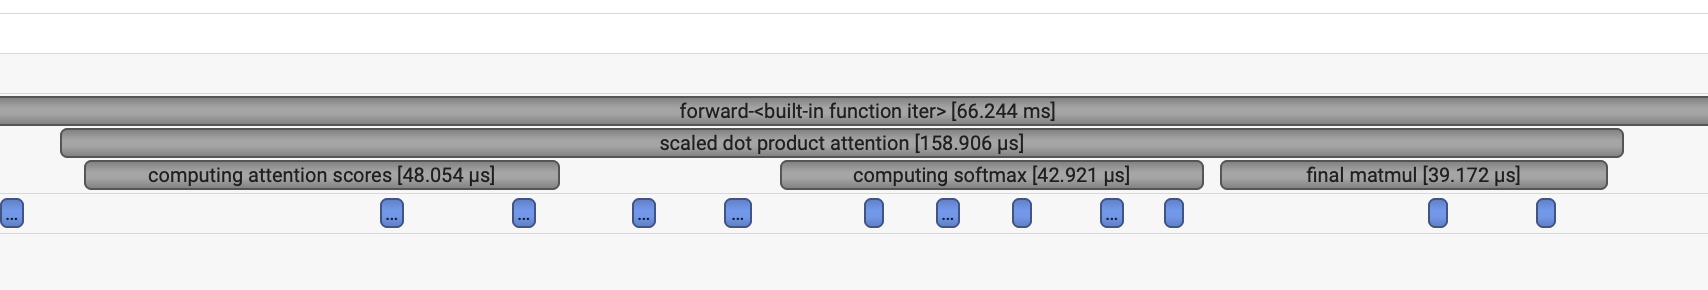 forward-<built-in function iter> [66.244 ms]
scaled dot product attention [158.906 µs]
computing attention scores [48.054 µs] computing softmax [42.921 µs] final matmul [39.172 µs]
... ... ... ... ... ... ...